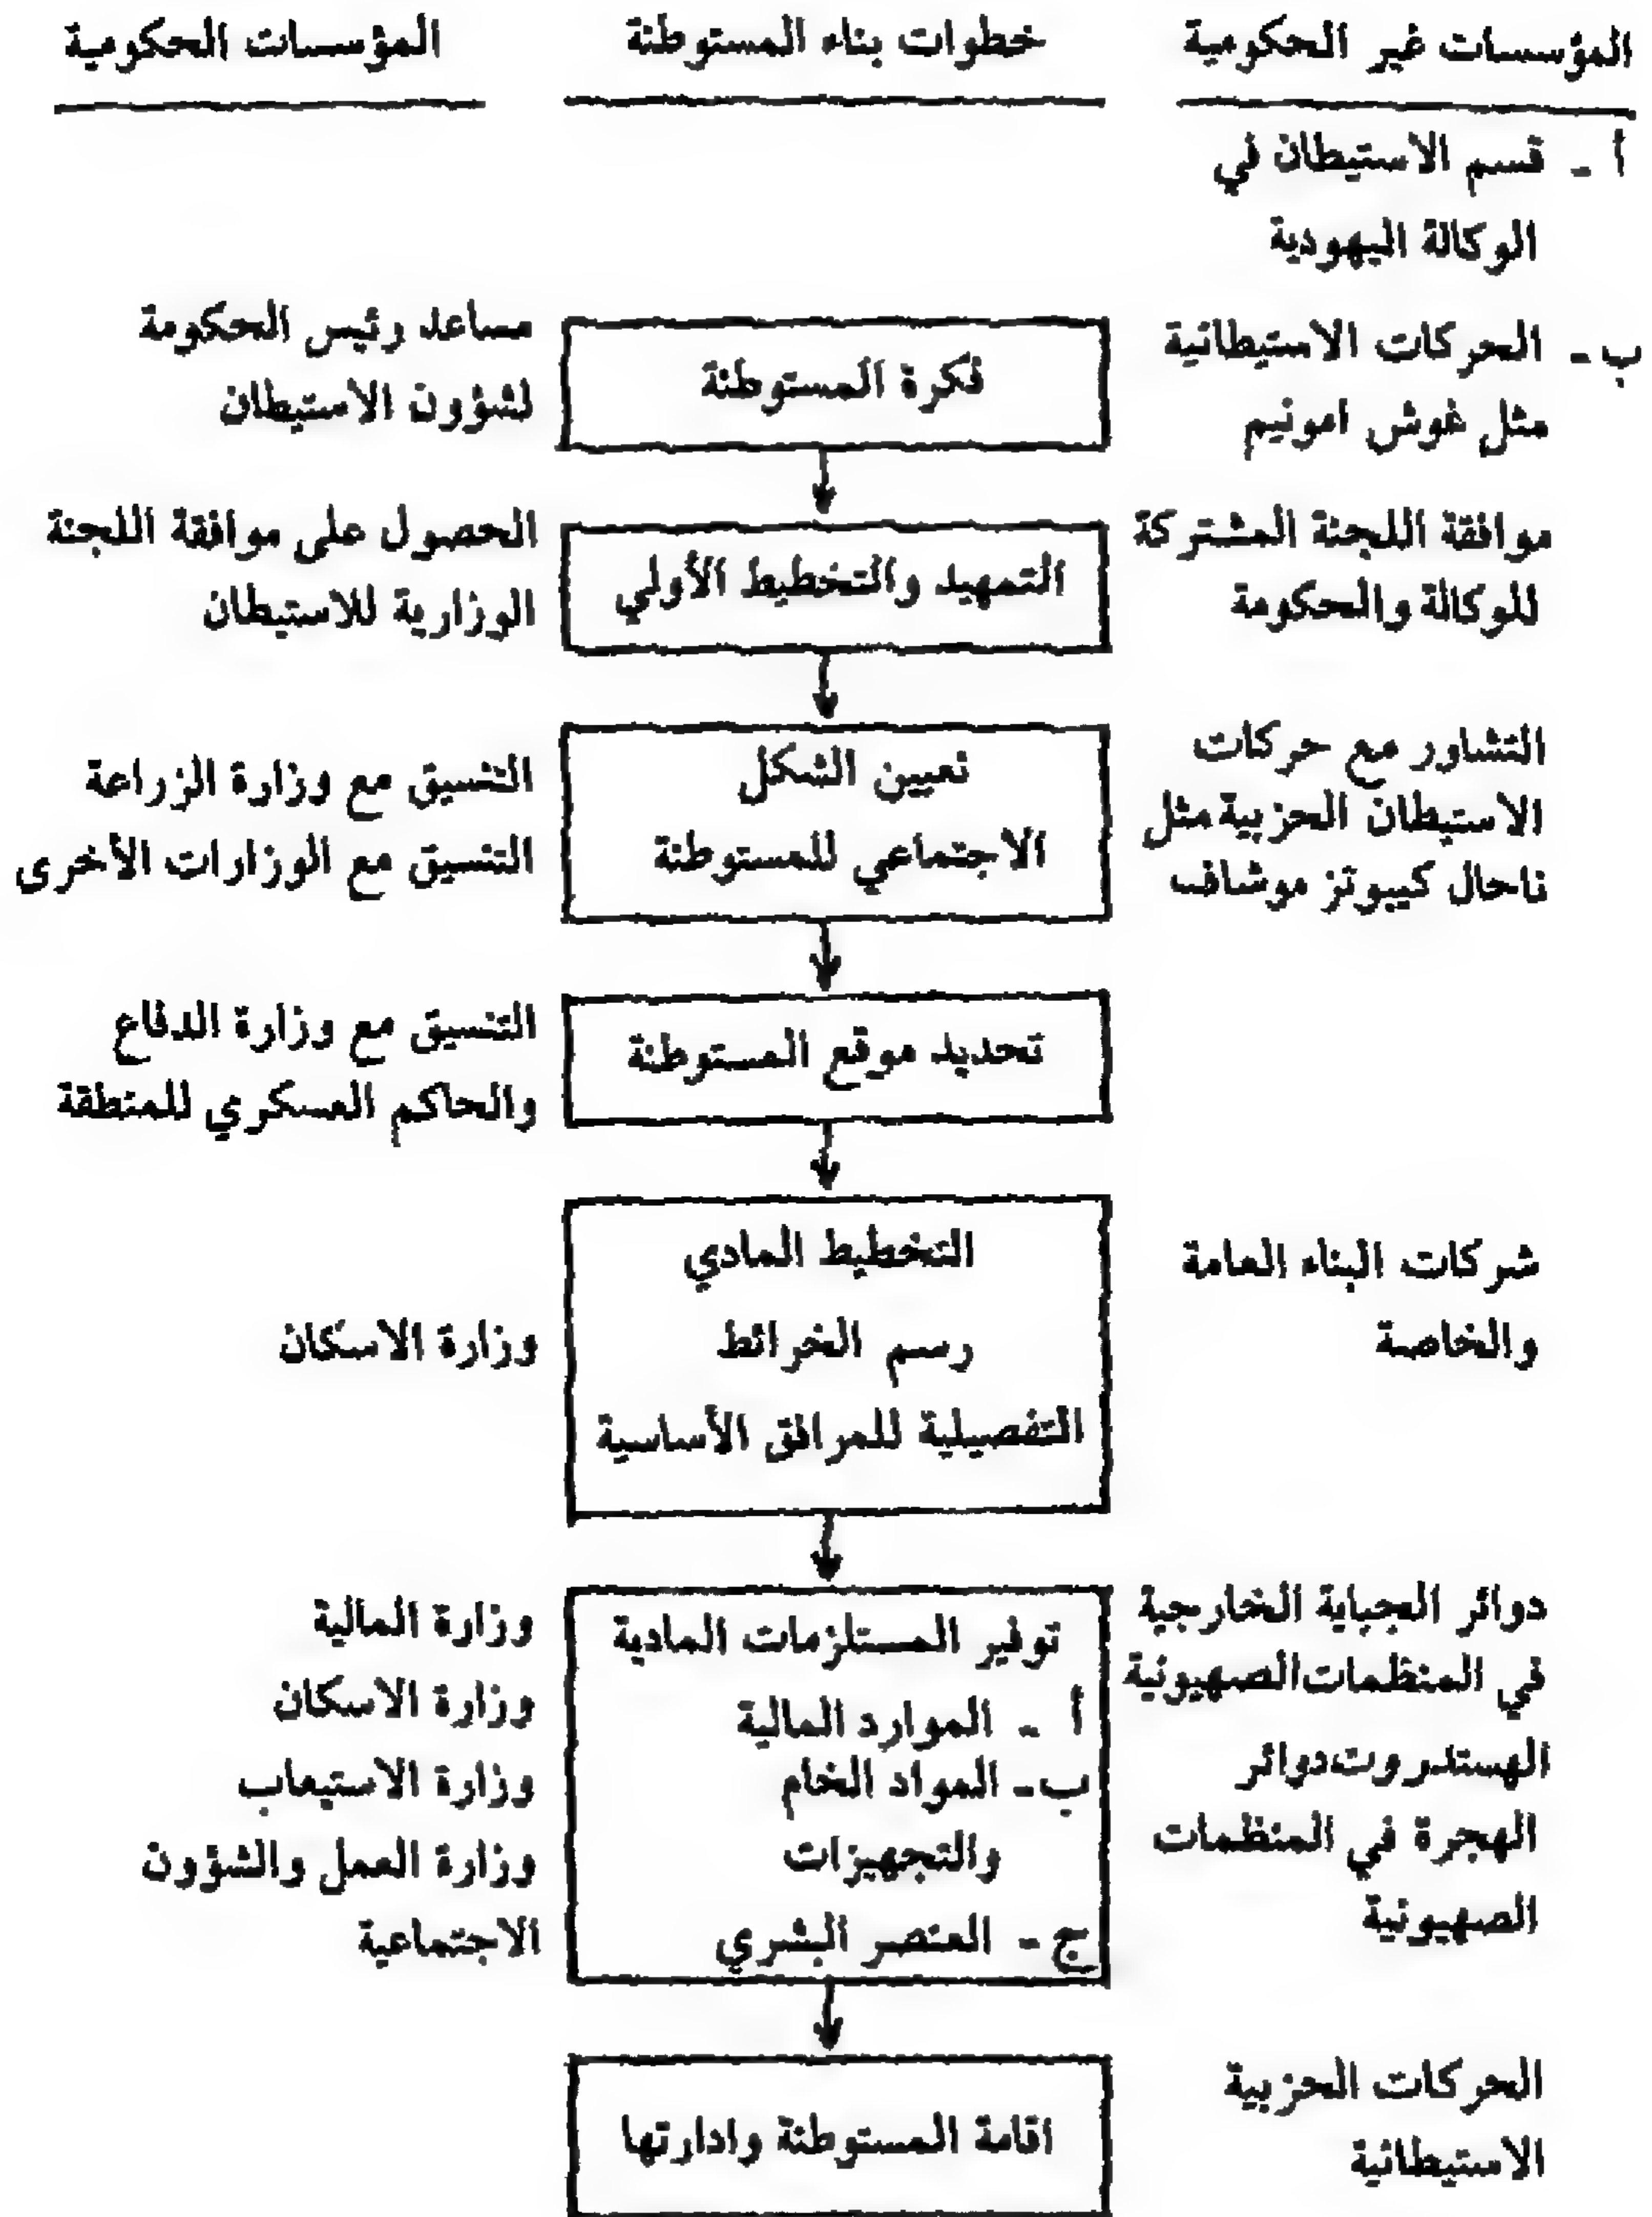 المؤسسات غير الحكومية
خطوات بناء المستوطنة
المؤسسات الحكومية
أ - قسم الاستيطان في
الوكالة اليهودية
ب - الحركات الاستيطانية
مثل غوش امونيم
فكرة المستوطنة
مساعد رئيس الحكومة
لشؤون الاستيطان
موافقة اللجنة المشتركة
للوكالة والحكومة
التمهيد والتخطيط الأولي
الحصول على موافقة اللجنة
الوزارية للاستيطان
التشاور مع حركات
الاستيطان الحزبية مثل
ناحال كيبوتز موشاف
تعيين الشكل
الاجتماعي للمستوطنة
التنسيق مع وزارة الزراعة
التنسيق مع الوزارات الأخرى
تحديد موقع المستوطنة
التنسيق مع وزارة الدفاع
والحاكم العسكري للمنطقة
شركات البناء العامة
والخاصة
التخطيط المادي
رسم الخرائط
التفصيلية للمرافق الأساسية
وزارة الاسكان
دوائر الجباية الخارجية
في المنظمات الصهيونية
الهستدروت دوائر
الهجرة في المنظمات
الصهيونية
توفير المستلزمات المادية
أ - الموارد المالية
ب - المواد الخام
والتجهيزات
ج - العنصر البشري
وزارة المالية
وزارة الاسكان
وزارة الاستيعاب
وزارة العمل والشؤون
الاجتماعية
الحركات الحزبية
الاستيطانية
اقامة المستوطنة وادارتها